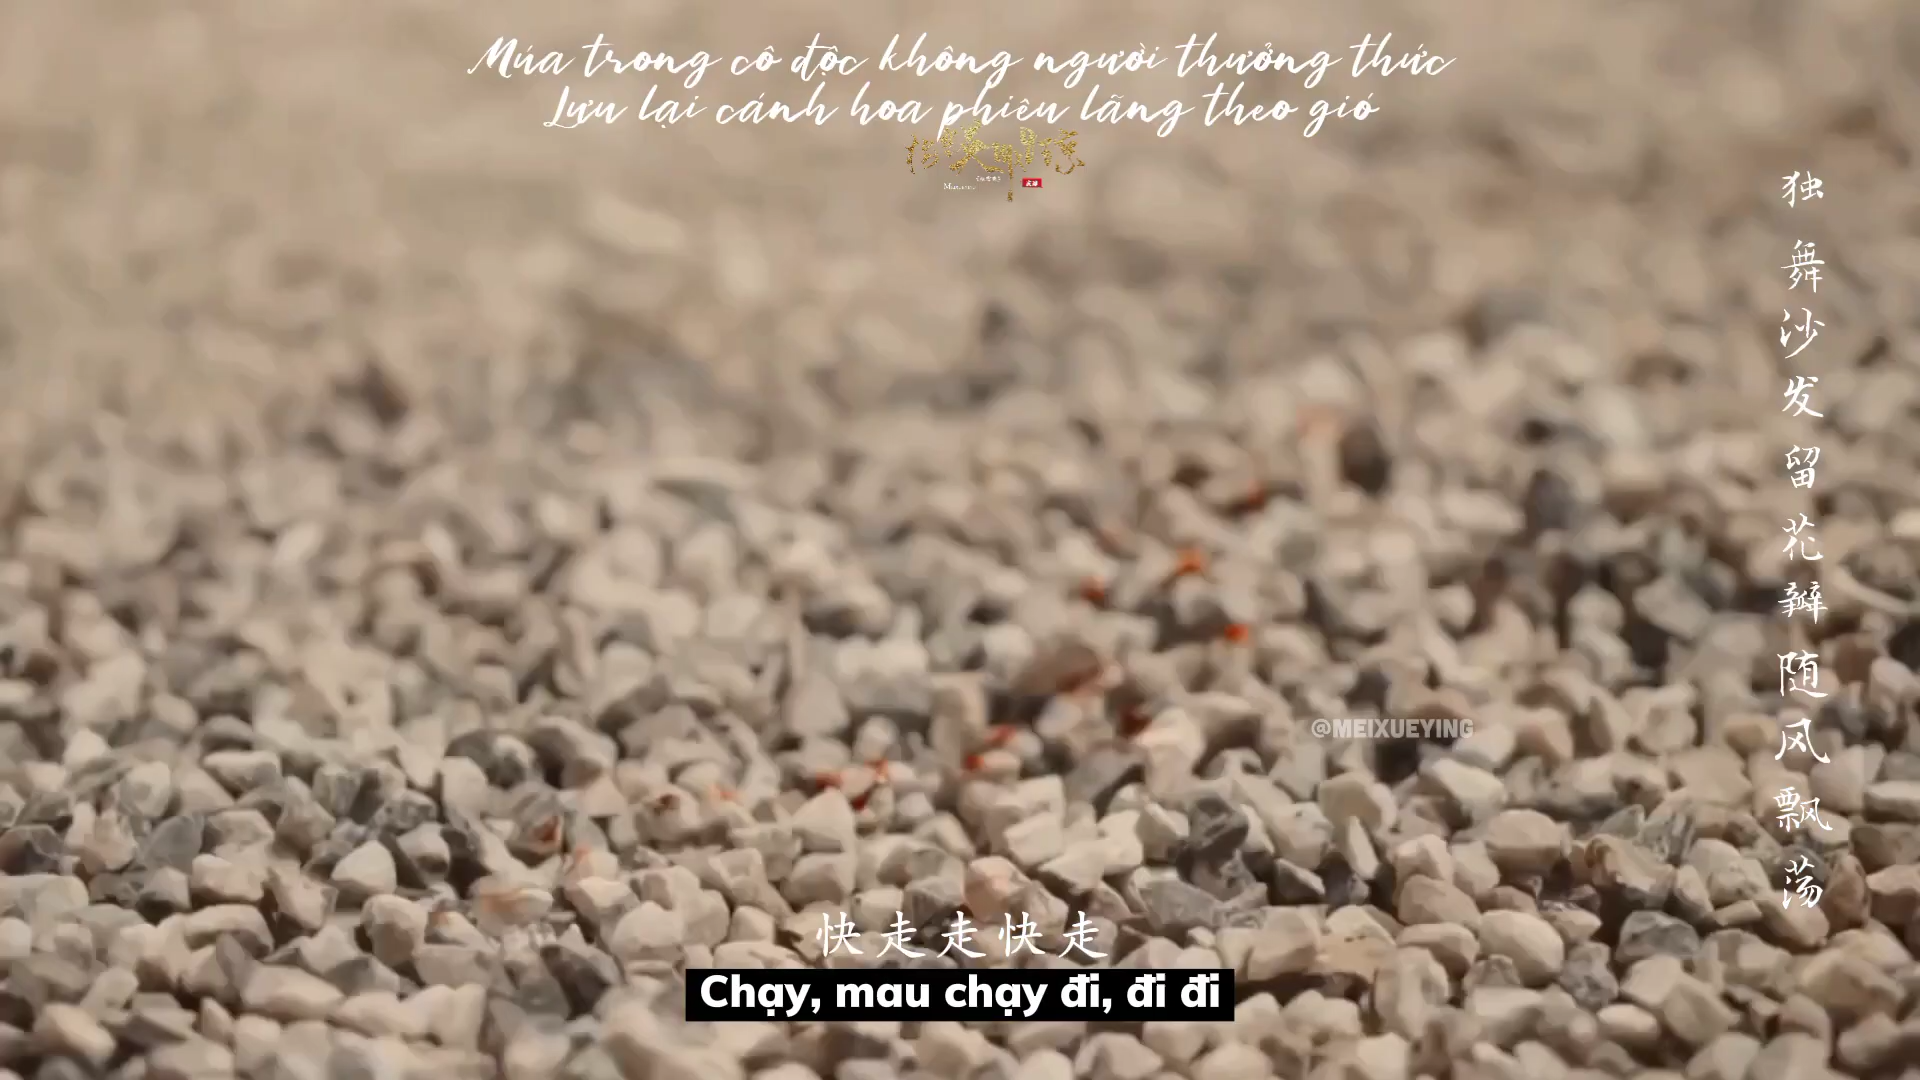 Múa trong cô độc không người thưởng thức
Lưu lại cánh hoa phiêu lãng theo gió
独舞沙发留花瓣随风飘荡
@MEIXUEYING
快走走快走
Chạy, mau chạy đi, đi đi